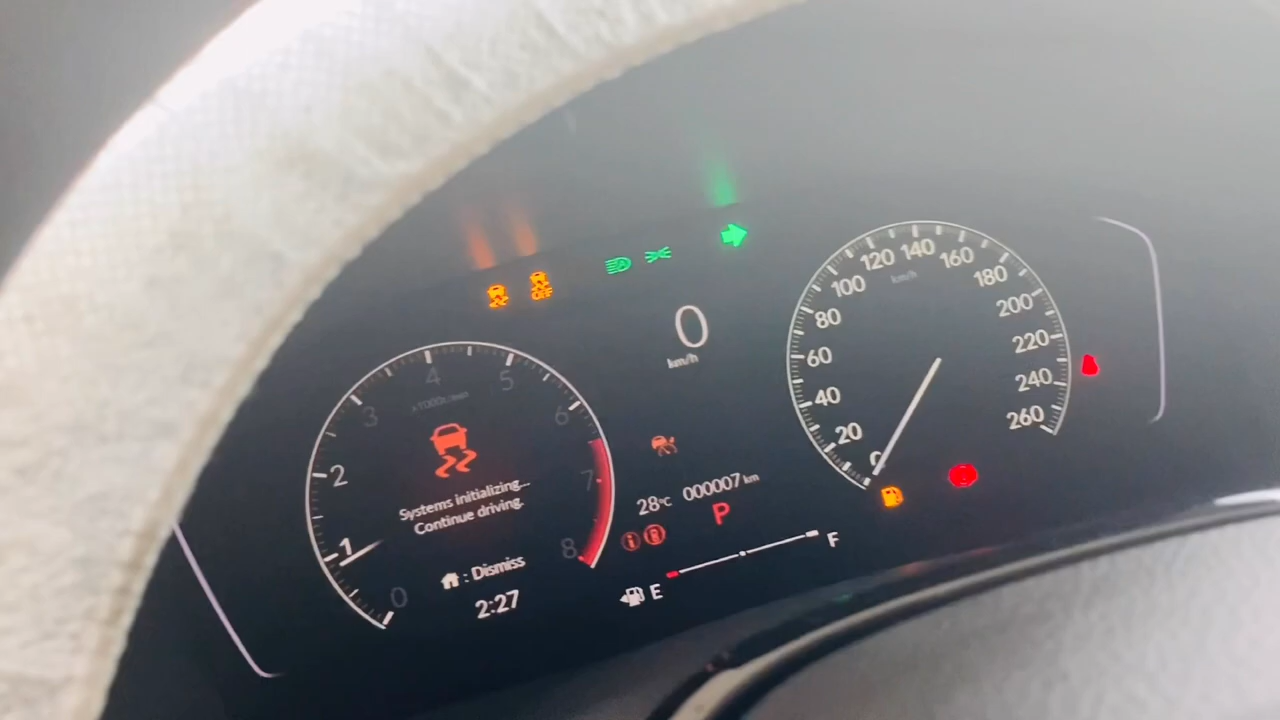 OFF
0
km/h
0
1
2
3
4
5
6
7
8
x1000r/min
Systems initializing...
Continue driving.
: Dismiss
2:27
28°C 000007 km
P
E F
0
20
40
60
80
100
120
140
160
180
200
220
240
260
km/h